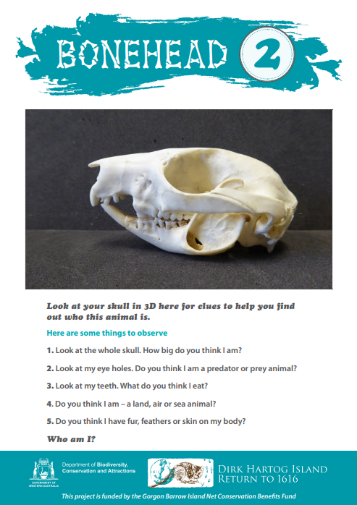 BONEHEAD 2
Look at your skull in 3D here for clues to help you find
out who this animal is.
Here are some things to observe
1. Look at the whole skull. How big do you think I am?
2. Look at my eye holes. Do you think I am a predator or prey animal?
3. Look at my teeth. What do you think I eat?
4. Do you think I am – a land, air or sea animal?
5. Do you think I have fur, feathers or skin on my body?
Who am I?
Department of Biodiversity,
Conservation and Attractions
GOVERNMENT OF
WESTERN AUSTRALIA
Dirk Hartog Island
Return to 1616
This project is funded by the Gorgon Barrow Island Net Conservation Benefits Fund